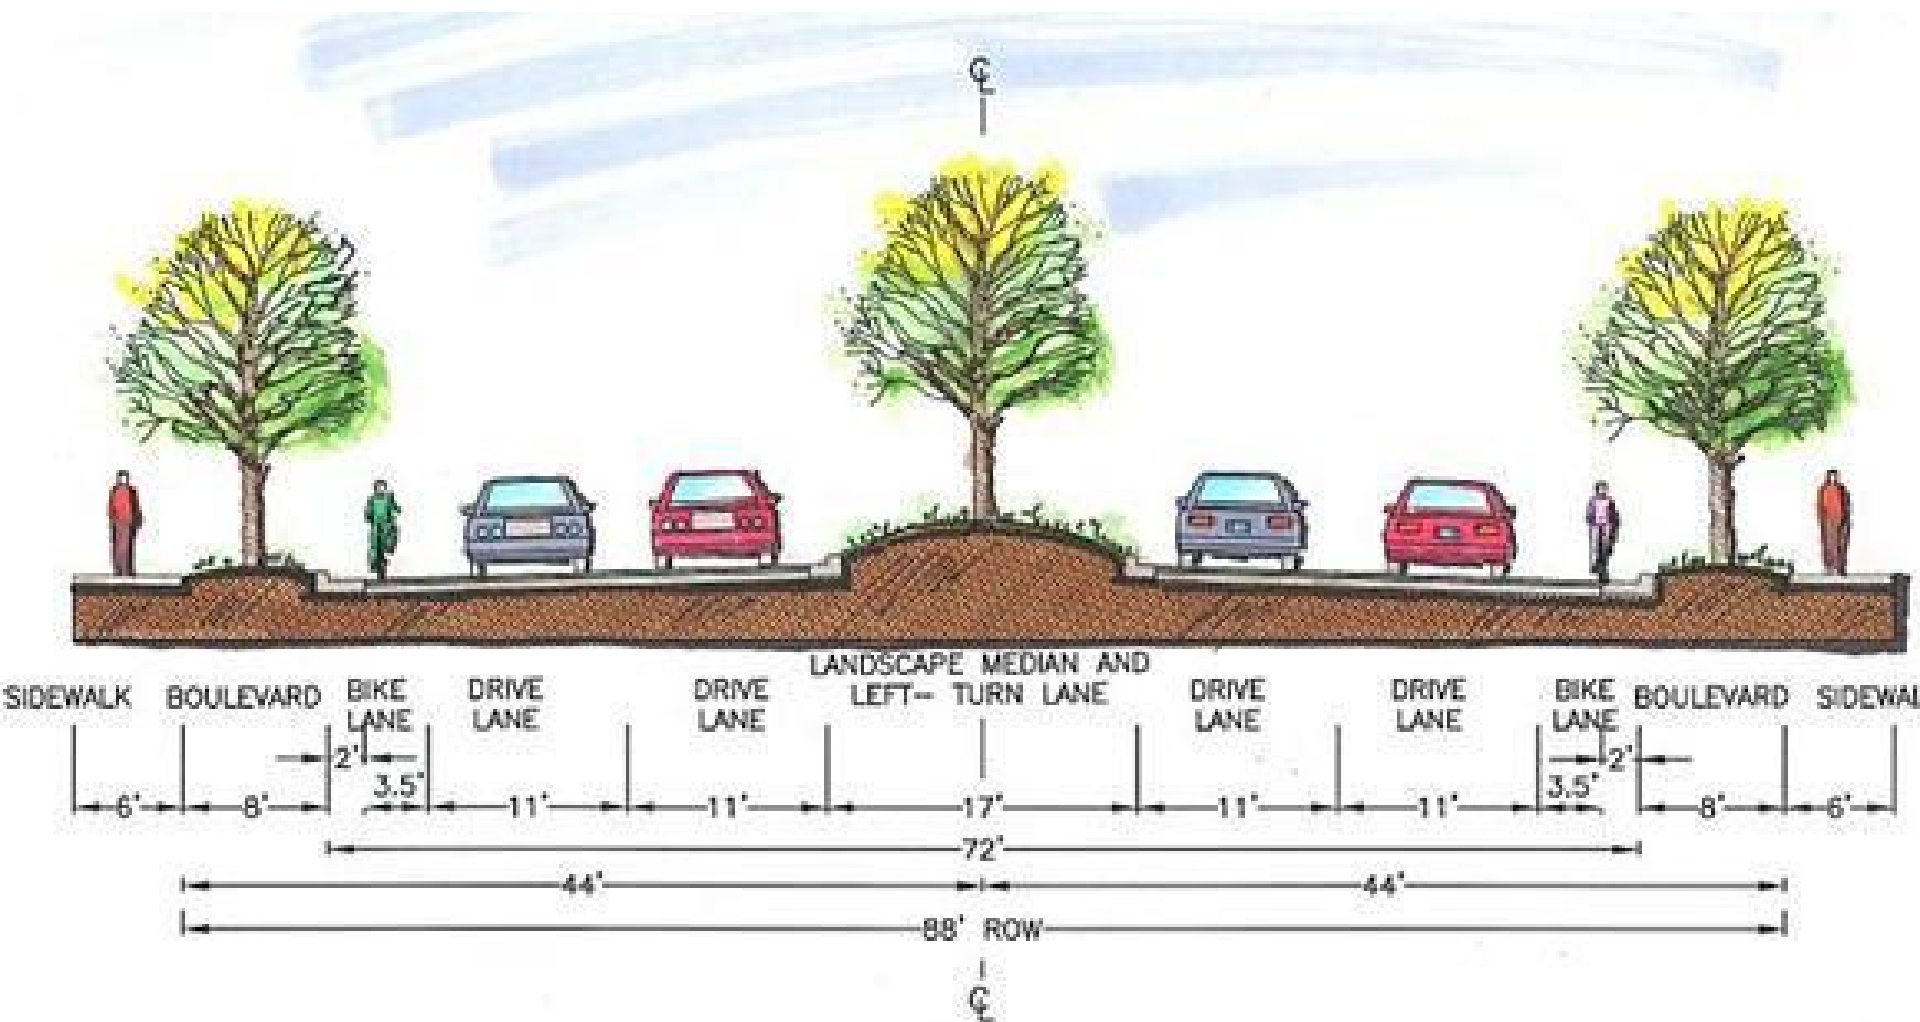 ℄
LANDSCAPE MEDIAN AND
LEFT- TURN LANE
SIDEWALK
BOULEVARD
BIKE
LANE
DRIVE
LANE
DRIVE
LANE
DRIVE
LANE
DRIVE
LANE
BIKE
LANE
BOULEVARD
SIDEWAL
2' 2'
3.5' 3.5'
6' 8' 11' 11' 17' 11' 11' 8' 6'
72'
44' 44'
88' ROW
℄